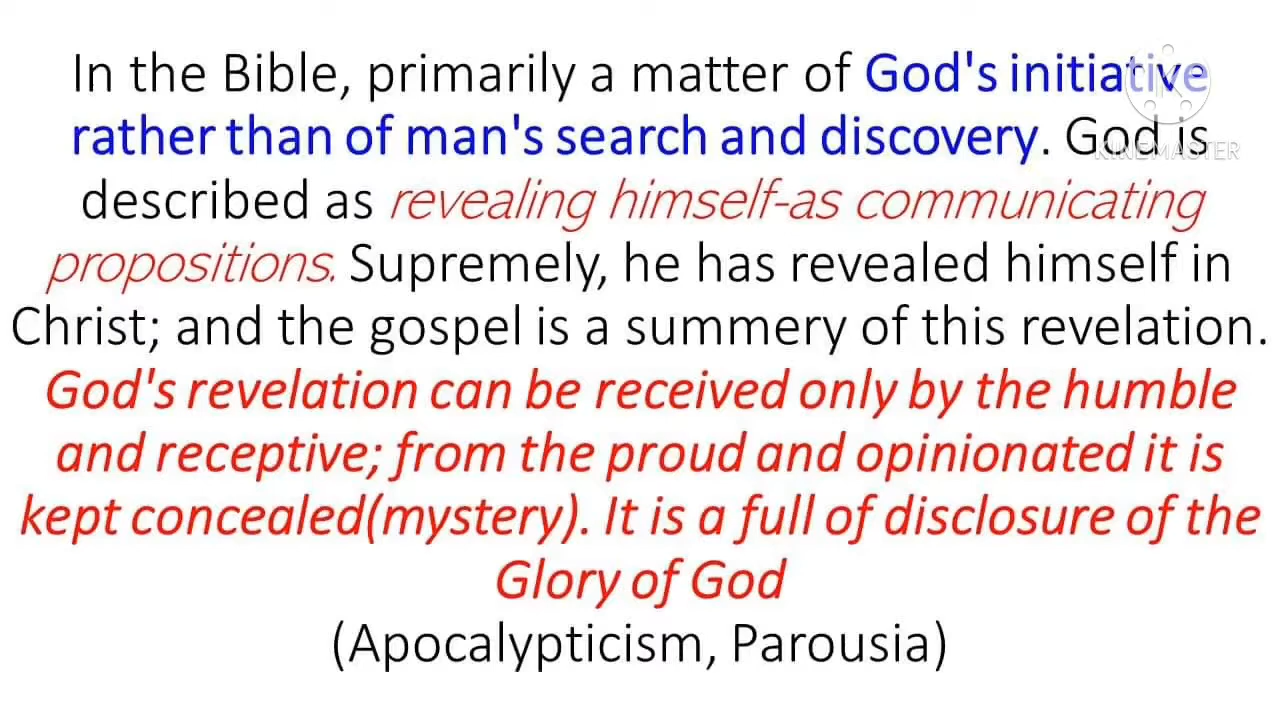 In the Bible, primarily a matter of God's initiative
rather than of man's search and discovery. God is
described as revealing himself-as communicating
propositions. Supremely, he has revealed himself in
Christ; and the gospel is a summery of this revelation.
God's revelation can be received only by the humble
and receptive; from the proud and opinionated it is
kept concealed(mystery). It is a full of disclosure of the
Glory of God
(Apocalypticism, Parousia)
KINEMASTER